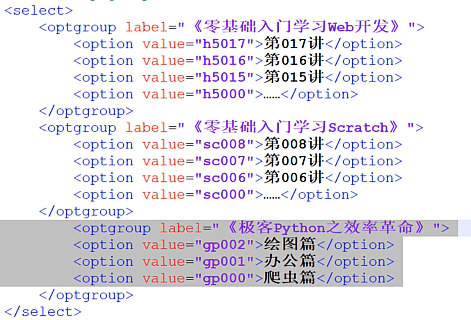 <select>
    <optgroup label="《零基础入门学习Web开发》">
        <option value="h5017">第017讲</option>
        <option value="h5016">第016讲</option>
        <option value="h5015">第015讲</option>
        <option value="h5000">……</option>
    </optgroup>
    <optgroup label="《零基础入门学习Scratch》">
        <option value="sc008">第008讲</option>
        <option value="sc007">第007讲</option>
        <option value="sc006">第006讲</option>
        <option value="sc000">……</option>
    </optgroup>
        <optgroup label="《极客Python之效率革命》">
        <option value="gp002">绘图篇</option>
        <option value="gp001">办公篇</option>
        <option value="gp000">爬虫篇</option>
    </optgroup>
</select>